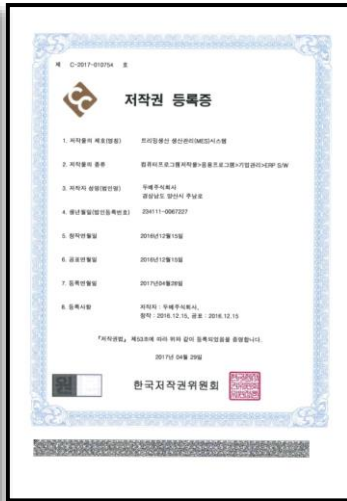 제 C-2017-010754 호
저작권 등록증
1. 저작물의 제호(명칭) 트리밍생산 생산관리(MES)시스템
2. 저작물의 종류 컴퓨터프로그램저작물>응용프로그램>기업관리>ERP S/W
3. 저작자 성명(법인명) 두배주식회사
경상남도 양산시 주남로
4. 생년월일(법인등록번호) 234111-0067227
5. 창작연월일 2016년12월15일
6. 공표연월일 2016년12월15일
7. 등록연월일 2017년04월28일
8. 등록사항 저작자 : 두배주식회사,
창작 : 2016.12.15, 공표 : 2016.12.15
『저작권법』 제53조에 따라 위와 같이 등록되었음을 증명합니다.
2017년 04월 29일
원
한국저작권위원회